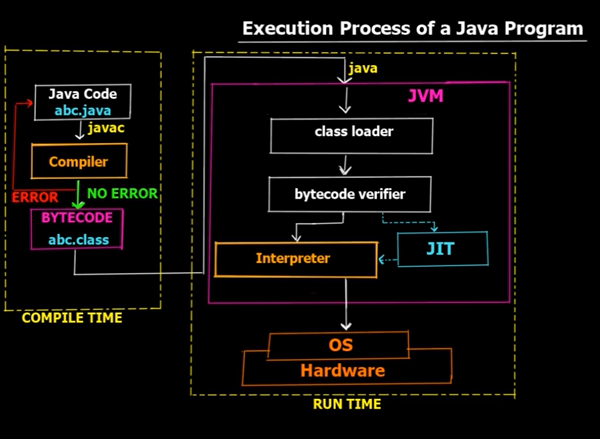 Execution Process of a Java Program
Java Code
abc.java
javac
Compiler
ERROR
NO ERROR
BYTECODE
abc.class
COMPILE TIME
java
JVM
class loader
bytecode verifier
Interpreter
JIT
OS
Hardware
RUN TIME